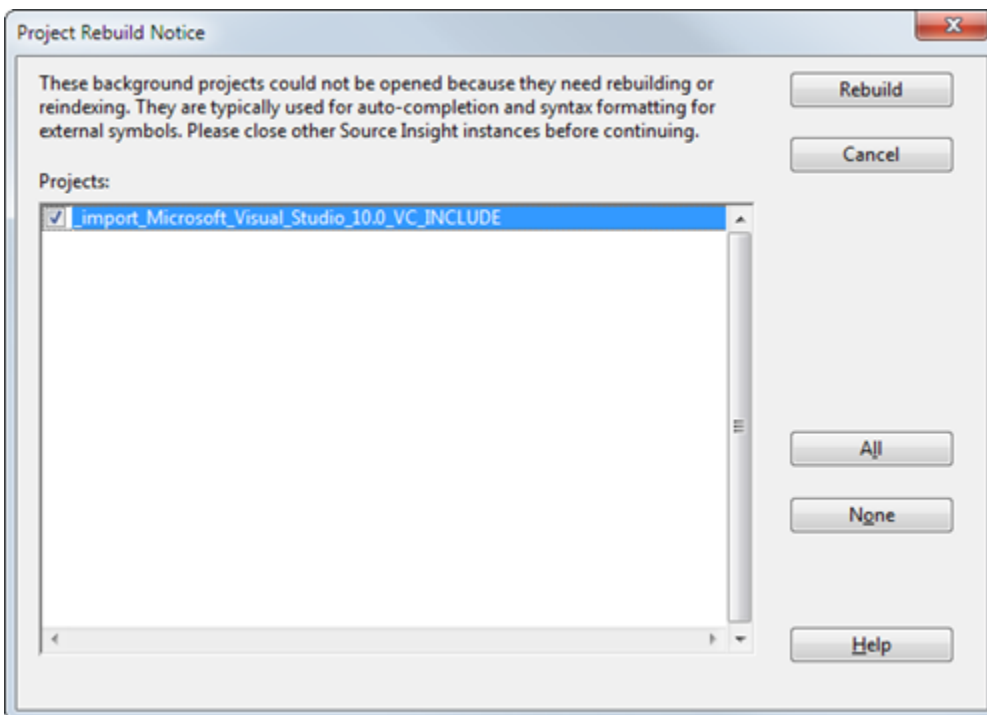 Project Rebuild Notice
These background projects could not be opened because they need rebuilding or
reindexing. They are typically used for auto-completion and syntax formatting for
external symbols. Please close other Source Insight instances before continuing.
Rebuild
Cancel
Projects:
_import_Microsoft_Visual_Studio_10.0_VC_INCLUDE
All
None
Help